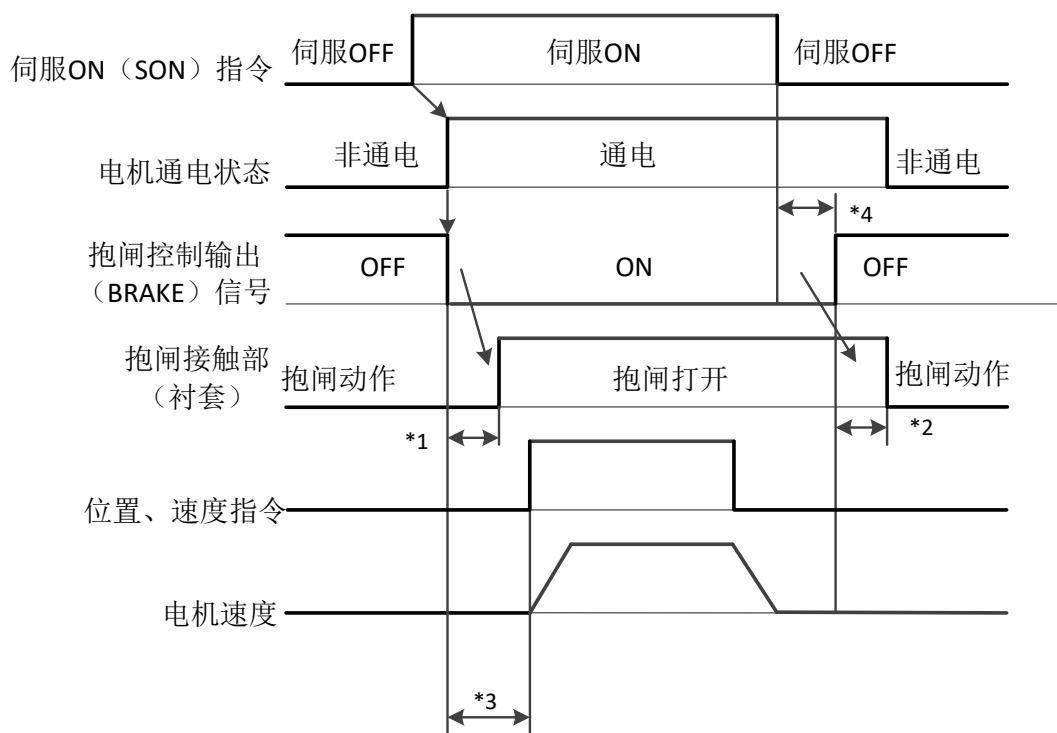 伺服ON（SON）指令
伺服OFF
伺服ON
伺服OFF
电机通电状态
非通电
通电
非通电
*4
抱闸控制输出
（BRAKE）信号
OFF
ON
OFF
抱闸接触部
（衬套）
抱闸动作
抱闸打开
抱闸动作
*1
*2
位置、速度指令
电机速度
*3